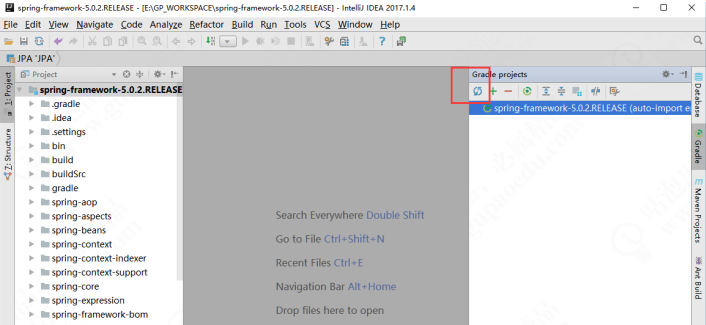 spring-framework-5.0.2.RELEASE - [E:\GP_WORKSPACE\spring-framework-5.0.2.RELEASE] - IntelliJ IDEA 2017.1.4
File Edit View Navigate Code Analyze Refactor Build Run Tools VCS Window Help
JPA 'JPA'
Project
Gradle projects
1: Project
Z: Structure
spring-framework-5.0.2.RELEASE
.gradle
.idea
.settings
bin
build
buildSrc
gradle
spring-aop
spring-aspects
spring-beans
spring-context
spring-context-indexer
spring-context-support
spring-core
spring-expression
spring-framework-bom
Search Everywhere Double Shift
Go to File Ctrl+Shift+N
Recent Files Ctrl+E
Navigation Bar Alt+Home
Drop files here to open
spring-framework-5.0.2.RELEASE (auto-import e
Database
Gradle
Maven Projects
Ant Build